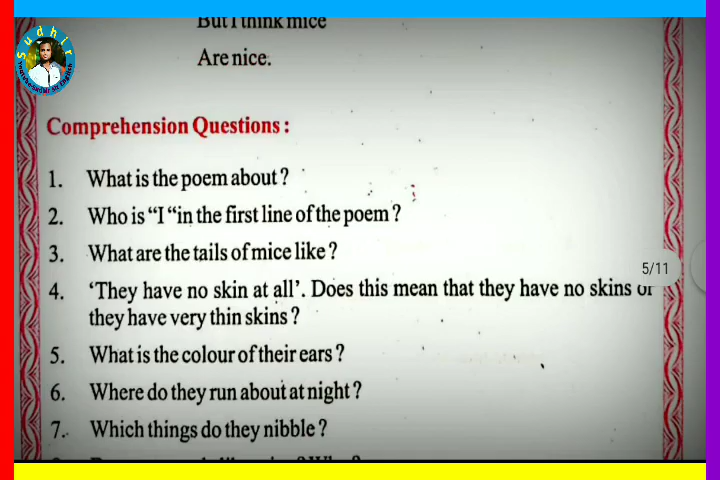 But I think mice
Are nice.
Sudhir
Comprehension Questions :
1. What is the poem about ?
2. Who is “I “in the first line of the poem ?
3. What are the tails of mice like ?
5/11
4. ‘They have no skin at all’. Does this mean that they have no skins or
they have very thin skins ?
5. What is the colour of their ears ?
6. Where do they run about at night ?
7. Which things do they nibble ?